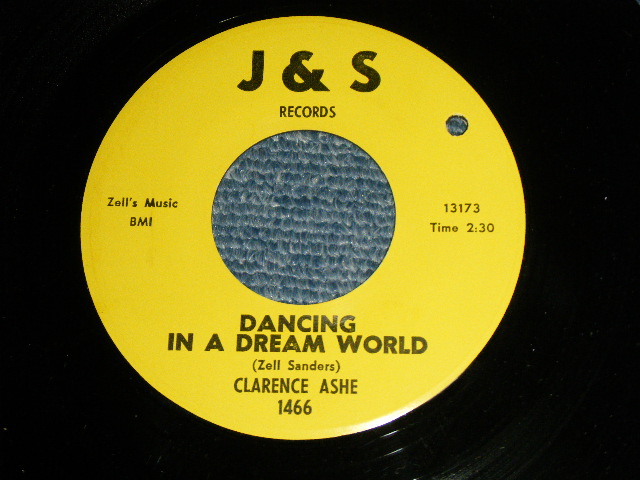 J & S
RECORDS
Zell's Music
BMI
13173
Time 2:30
DANCING
IN A DREAM WORLD
(Zell Sanders)
CLARENCE ASHE
1466